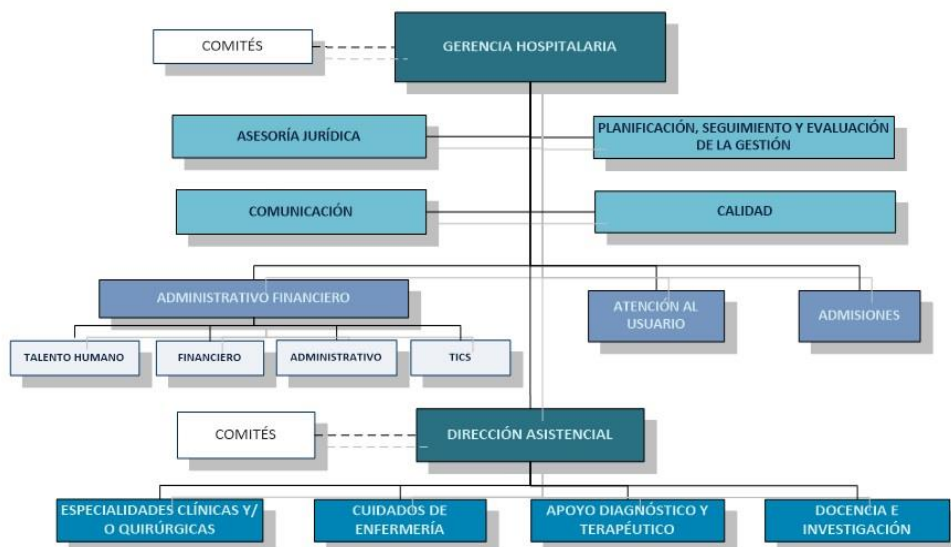 COMITÉS
GERENCIA HOSPITALARIA
ASESORÍA JURÍDICA
PLANIFICACIÓN, SEGUIMIENTO Y EVALUACIÓN
DE LA GESTIÓN
COMUNICACIÓN
CALIDAD
ADMINISTRATIVO FINANCIERO
ATENCIÓN AL
USUARIO
ADMISIONES
TALENTO HUMANO
FINANCIERO
ADMINISTRATIVO
TICS
COMITÉS
DIRECCIÓN ASISTENCIAL
ESPECIALIDADES CLÍNICAS Y/
O QUIRÚRGICAS
CUIDADOS DE
ENFERMERÍA
APOYO DIAGNÓSTICO Y
TERAPÉUTICO
DOCENCIA E
INVESTIGACIÓN